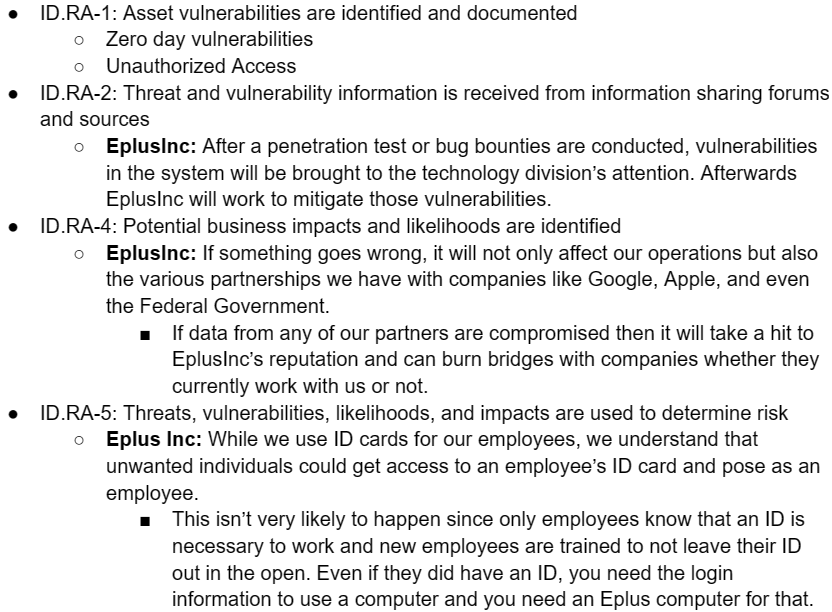 ● ID.RA-1: Asset vulnerabilities are identified and documented
○ Zero day vulnerabilities
○ Unauthorized Access
● ID.RA-2: Threat and vulnerability information is received from information sharing forums
and sources
○ EplusInc: After a penetration test or bug bounties are conducted, vulnerabilities
in the system will be brought to the technology division’s attention. Afterwards
EplusInc will work to mitigate those vulnerabilities.
● ID.RA-4: Potential business impacts and likelihoods are identified
○ EplusInc: If something goes wrong, it will not only affect our operations but also
the various partnerships we have with companies like Google, Apple, and even
the Federal Government.
■ If data from any of our partners are compromised then it will take a hit to
EplusInc’s reputation and can burn bridges with companies whether they
currently work with us or not.
● ID.RA-5: Threats, vulnerabilities, likelihoods, and impacts are used to determine risk
○ Eplus Inc: While we use ID cards for our employees, we understand that
unwanted individuals could get access to an employee’s ID card and pose as an
employee.
■ This isn’t very likely to happen since only employees know that an ID is
necessary to work and new employees are trained to not leave their ID
out in the open. Even if they did have an ID, you need the login
information to use a computer and you need an Eplus computer for that.